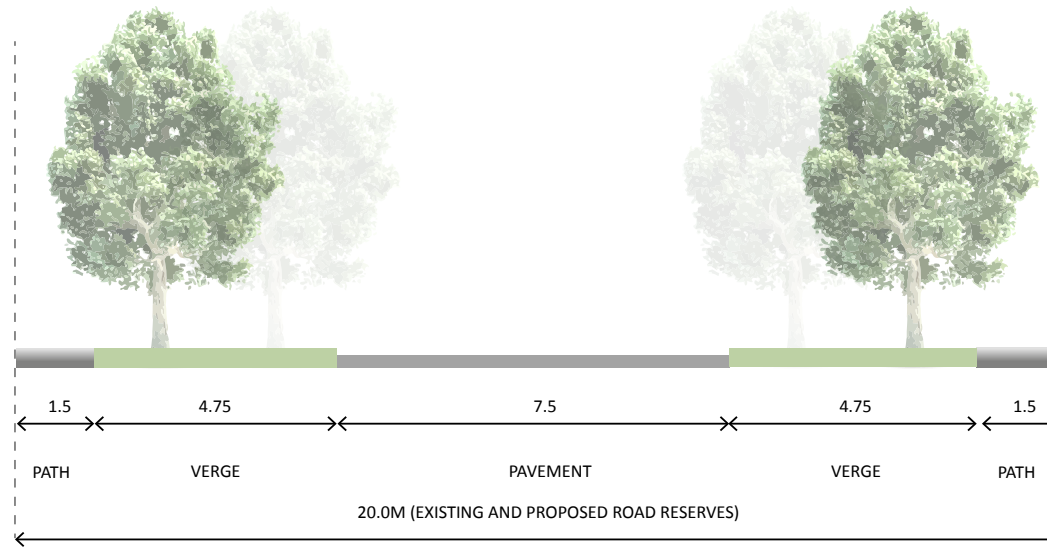 1.5 4.75 7.5 4.75 1.5
PATH VERGE PAVEMENT VERGE PATH
20.0M (EXISTING AND PROPOSED ROAD RESERVES)